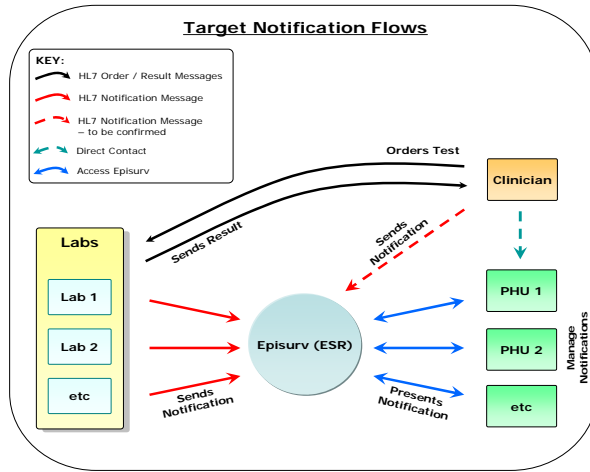 Target Notification Flows
KEY:
HL7 Order / Result Messages
HL7 Notification Message
HL7 Notification Message
– to be confirmed
Direct Contact
Access Episurv
Orders Test
Clinician
Sends Result
Sends
Notification
Labs
Lab 1
Lab 2
etc
Sends
Notification
Episurv (ESR)
Presents
Notification
PHU 1
PHU 2
etc
Manage
Notifications